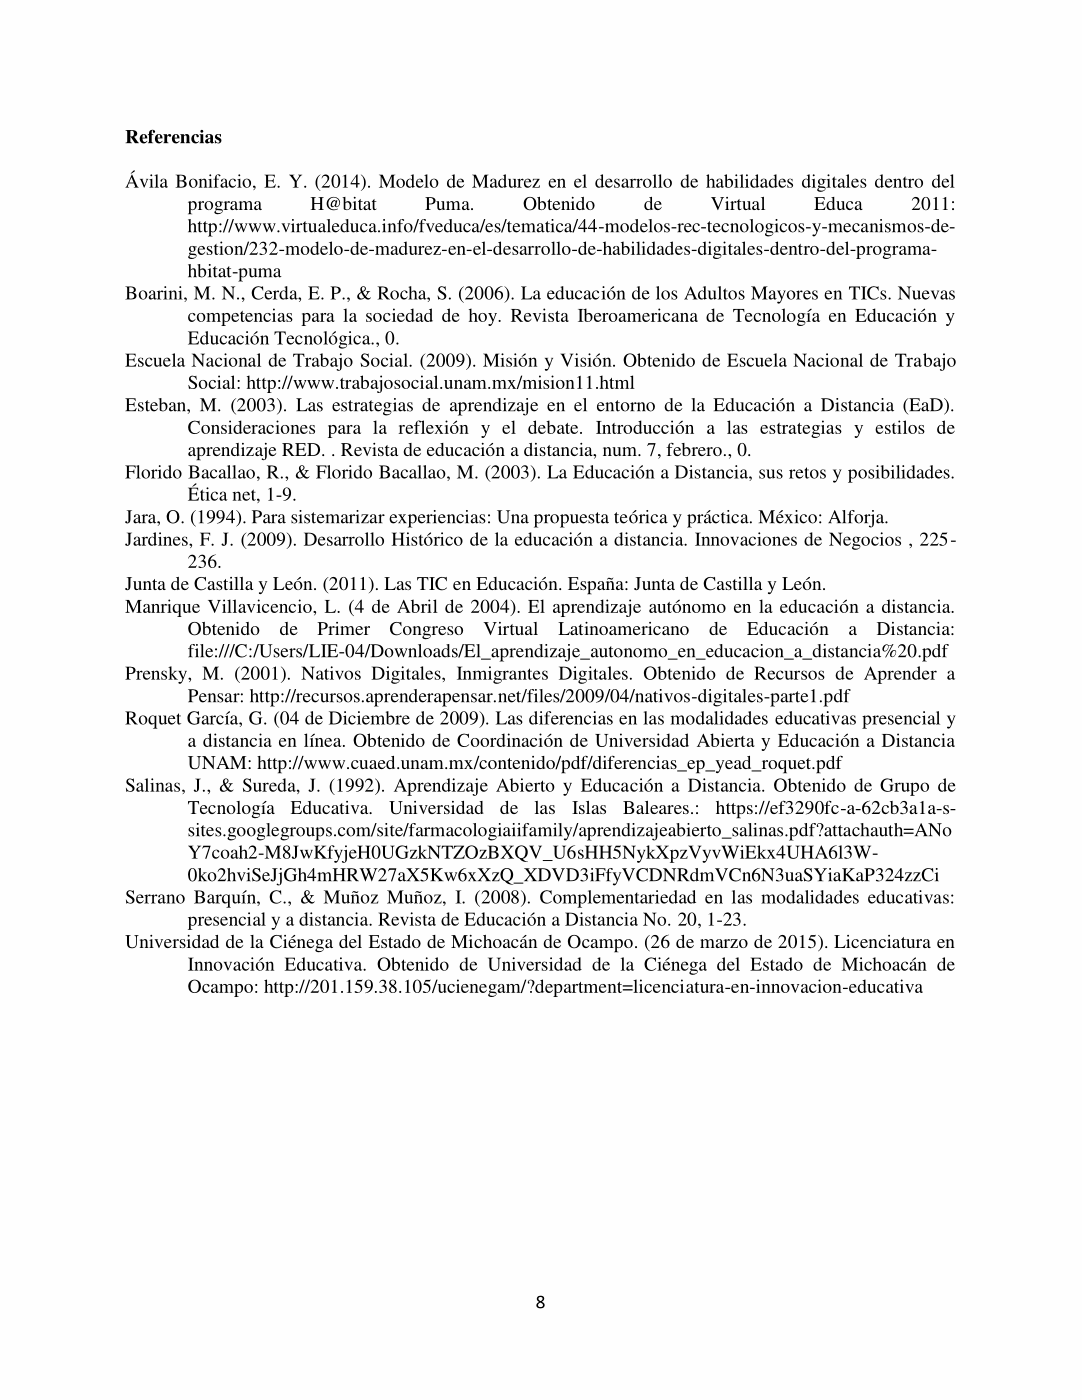 Referencias
Ávila Bonifacio, E. Y. (2014). Modelo de Madurez en el desarrollo de habilidades digitales dentro del
programa H@bitat Puma. Obtenido de Virtual Educa 2011:
http://www.virtualeduca.info/fveduca/es/tematica/44-modelos-rec-tecnologicos-y-mecanismos-de-
gestion/232-modelo-de-madurez-en-el-desarrollo-de-habilidades-digitales-dentro-del-programa-
hbitat-puma
Boarini, M. N., Cerda, E. P., & Rocha, S. (2006). La educación de los Adultos Mayores en TICs. Nuevas
competencias para la sociedad de hoy. Revista Iberoamericana de Tecnología en Educación y
Educación Tecnológica., 0.
Escuela Nacional de Trabajo Social. (2009). Misión y Visión. Obtenido de Escuela Nacional de Trabajo
Social: http://www.trabajosocial.unam.mx/mision11.html
Esteban, M. (2003). Las estrategias de aprendizaje en el entorno de la Educación a Distancia (EaD).
Consideraciones para la reflexión y el debate. Introducción a las estrategias y estilos de
aprendizaje RED. . Revista de educación a distancia, num. 7, febrero., 0.
Florido Bacallao, R., & Florido Bacallao, M. (2003). La Educación a Distancia, sus retos y posibilidades.
Ética net, 1-9.
Jara, O. (1994). Para sistemarizar experiencias: Una propuesta teórica y práctica. México: Alforja.
Jardines, F. J. (2009). Desarrollo Histórico de la educación a distancia. Innovaciones de Negocios , 225-
236.
Junta de Castilla y León. (2011). Las TIC en Educación. España: Junta de Castilla y León.
Manrique Villavicencio, L. (4 de Abril de 2004). El aprendizaje autónomo en la educación a distancia.
Obtenido de Primer Congreso Virtual Latinoamericano de Educación a Distancia:
file:///C:/Users/LIE-04/Downloads/El_aprendizaje_autonomo_en_educacion_a_distancia%20.pdf
Prensky, M. (2001). Nativos Digitales, Inmigrantes Digitales. Obtenido de Recursos de Aprender a
Pensar: http://recursos.aprenderapensar.net/files/2009/04/nativos-digitales-parte1.pdf
Roquet García, G. (04 de Diciembre de 2009). Las diferencias en las modalidades educativas presencial y
a distancia en línea. Obtenido de Coordinación de Universidad Abierta y Educación a Distancia
UNAM: http://www.cuaed.unam.mx/contenido/pdf/diferencias_ep_yead_roquet.pdf
Salinas, J., & Sureda, J. (1992). Aprendizaje Abierto y Educación a Distancia. Obtenido de Grupo de
Tecnología Educativa. Universidad de las Islas Baleares.: https://ef3290fc-a-62cb3a1a-s-
sites.googlegroups.com/site/farmacologiaiifamily/aprendizajeabierto_salinas.pdf?attachauth=ANo
Y7coah2-M8JwKfyjeH0UGzkNTZOzBXQV_U6sHH5NykXpzVyvWiEkx4UHA6l3W-
0ko2hviSeJjGh4mHRW27aX5Kw6xXzQ_XDVD3iFfyVCDNRdmVCn6N3uaSYiaKaP324zzCi
Serrano Barquín, C., & Muñoz Muñoz, I. (2008). Complementariedad en las modalidades educativas:
presencial y a distancia. Revista de Educación a Distancia No. 20, 1-23.
Universidad de la Ciénega del Estado de Michoacán de Ocampo. (26 de marzo de 2015). Licenciatura en
Innovación Educativa. Obtenido de Universidad de la Ciénega del Estado de Michoacán de
Ocampo: http://201.159.38.105/ucienegam/?department=licenciatura-en-innovacion-educativa
8